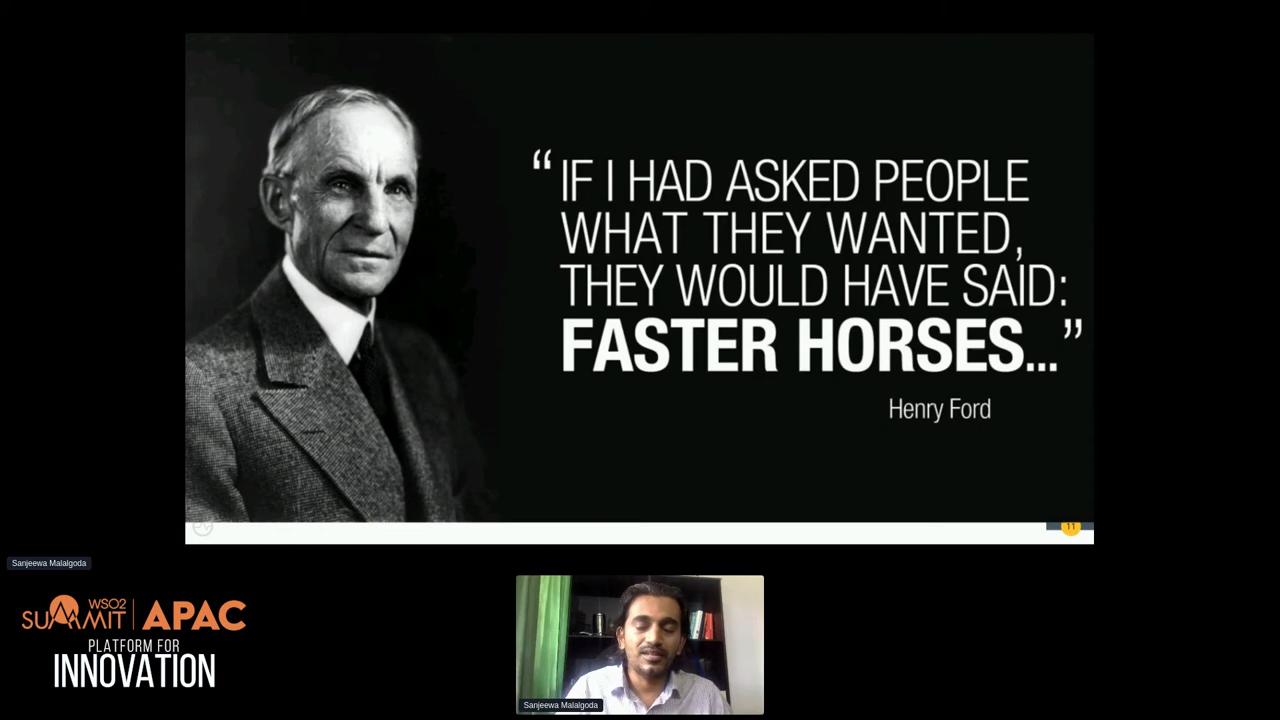 “IF I HAD ASKED PEOPLE
WHAT THEY WANTED,
THEY WOULD HAVE SAID:
FASTER HORSES...”
Henry Ford
11
Sanjeewa Malalgoda
WSO2
SUMMIT
APAC
PLATFORM FOR
INNOVATION
Sanjeewa Malalgoda